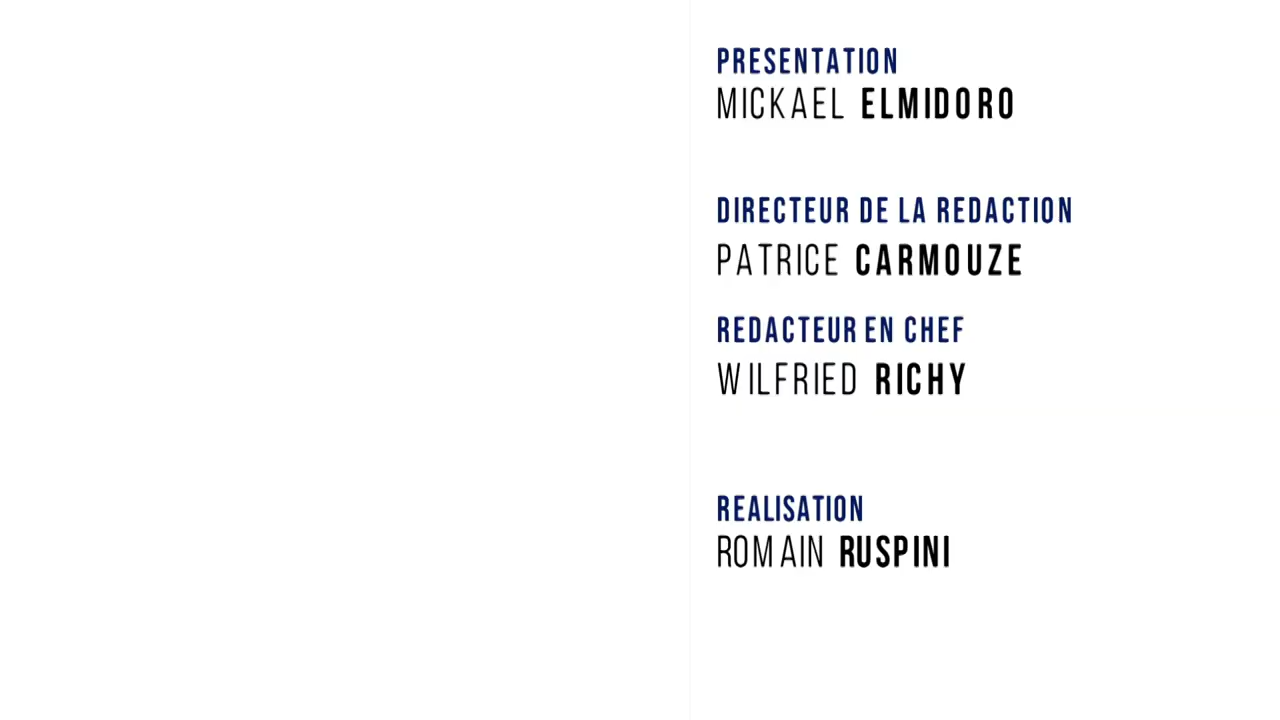 PRESENTATION
MICKAEL ELMIDORO
DIRECTEUR DE LA REDACTION
PATRICE CARMOUZE
REDACTEUR EN CHEF
WILFRIED RICHY
REALISATION
ROMAIN RUSPINI